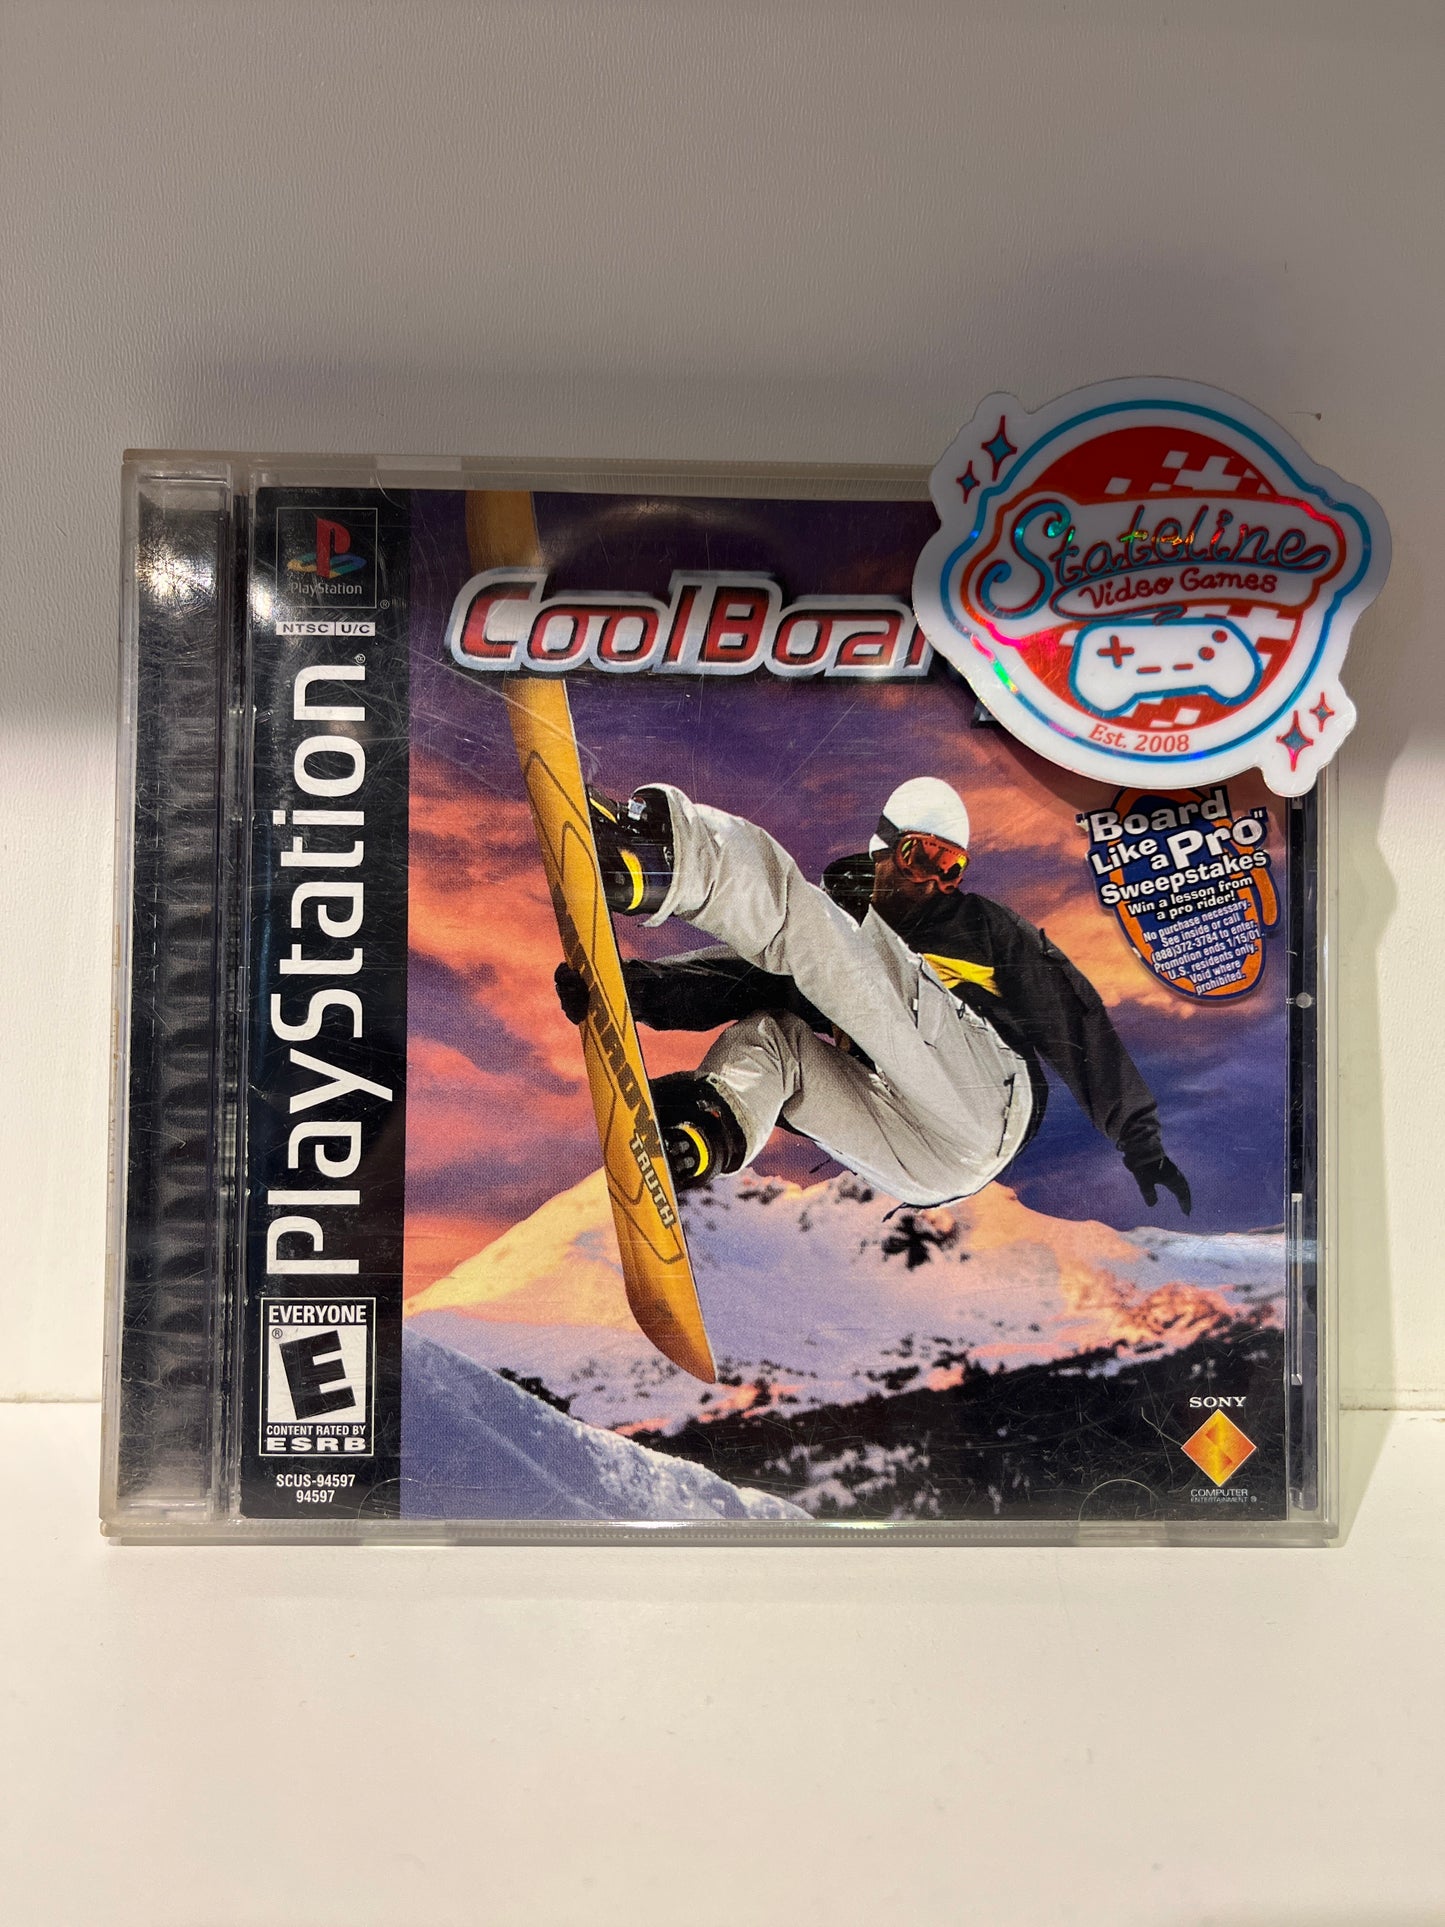 PlayStation
®
NTSC U/C
PlayStation
CoolBoar
Stateline
Video Games
Est. 2008
"Board
Like
a Pro"
Sweepstakes
Win a lesson from
a pro rider!
No purchase necessary.
See inside or call
(888)372-3784 to enter.
Promotion ends 1/15/01.
U.S. residents only.
Void where
prohibited.
MORROW
TRUTH
EVERYONE
E
®
CONTENT RATED BY
ESRB
SCUS-94597
94597
SONY
COMPUTER
ENTERTAINMENT ®